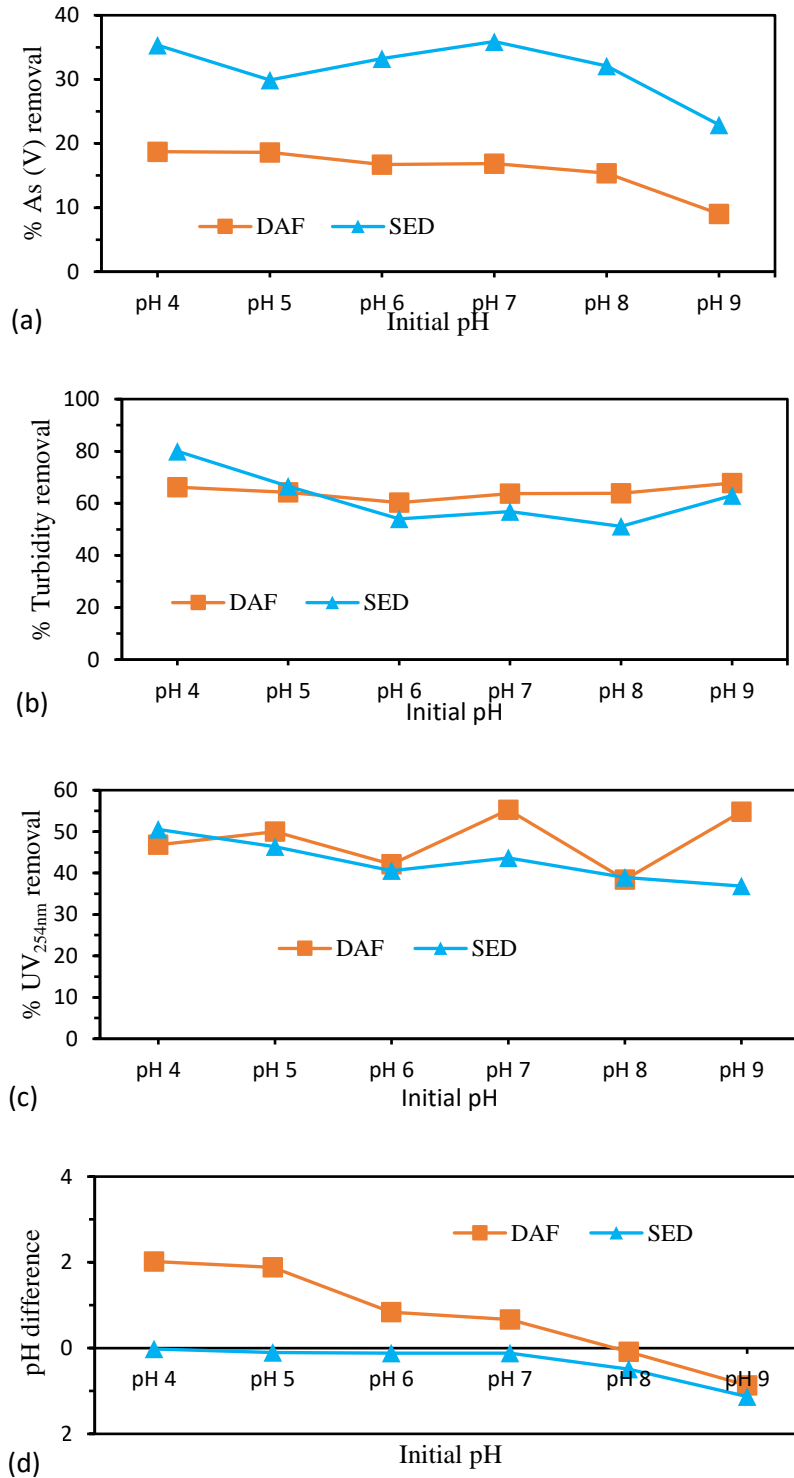 40
30
20
10
0
% As (V) removal
DAF SED
pH 4 pH 5 pH 6 pH 7 pH 8 pH 9
Initial pH
(a)
100
80
60
40
20
0
% Turbidity removal
DAF SED
pH 4 pH 5 pH 6 pH 7 pH 8 pH 9
Initial pH
(b)
60
50
40
30
20
10
0
% UV254nm removal
DAF SED
pH 4 pH 5 pH 6 pH 7 pH 8 pH 9
Initial pH
(c)
4
2
0
2
pH difference
DAF SED
pH 4 pH 5 pH 6 pH 7 pH 8 pH 9
Initial pH
(d)